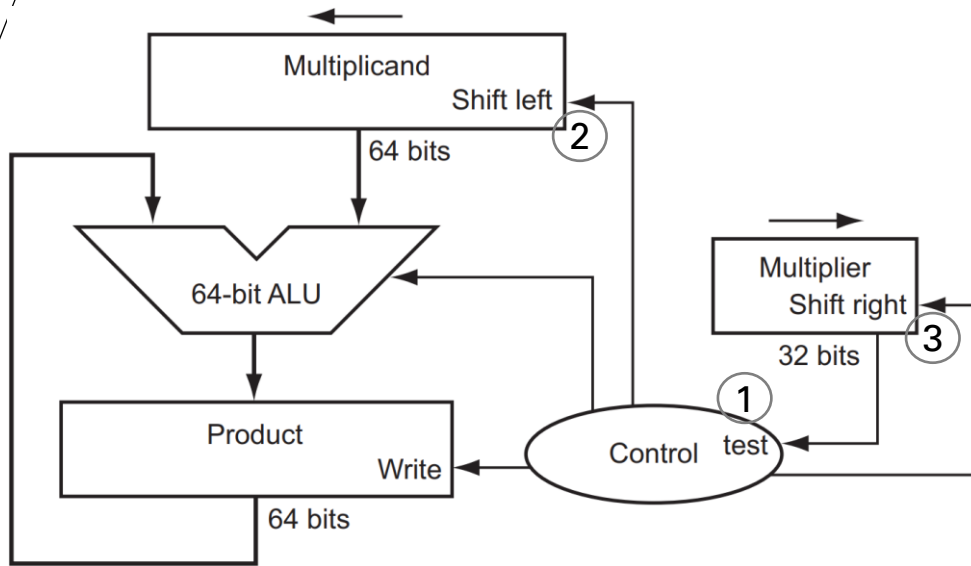 Multiplicand
Shift left
2
64 bits
64-bit ALU
Multiplier
Shift right
3
32 bits
1
Product
Control
test
Write
64 bits